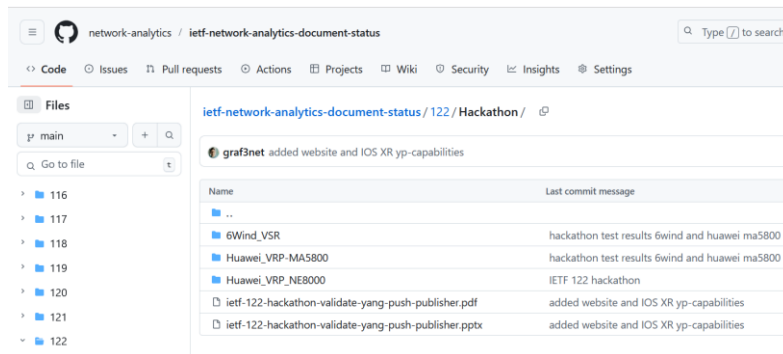 network-analytics / ietf-network-analytics-document-status
Type / to search
Code Issues Pull requests Actions Projects Wiki Security Insights Settings
Files
main
Go to file
t
116
117
118
119
120
121
122
ietf-network-analytics-document-status / 122 / Hackathon /
graf3net added website and IOS XR yp-capabilities
Name Last commit message
..
6Wind_VSR hackathon test results 6wind and huawei ma5800
Huawei_VRP-MA5800 hackathon test results 6wind and huawei ma5800
Huawei_VRP_NE8000 IETF 122 hackathon
ietf-122-hackathon-validate-yang-push-publisher.pdf added website and IOS XR yp-capabilities
ietf-122-hackathon-validate-yang-push-publisher.pptx added website and IOS XR yp-capabilities